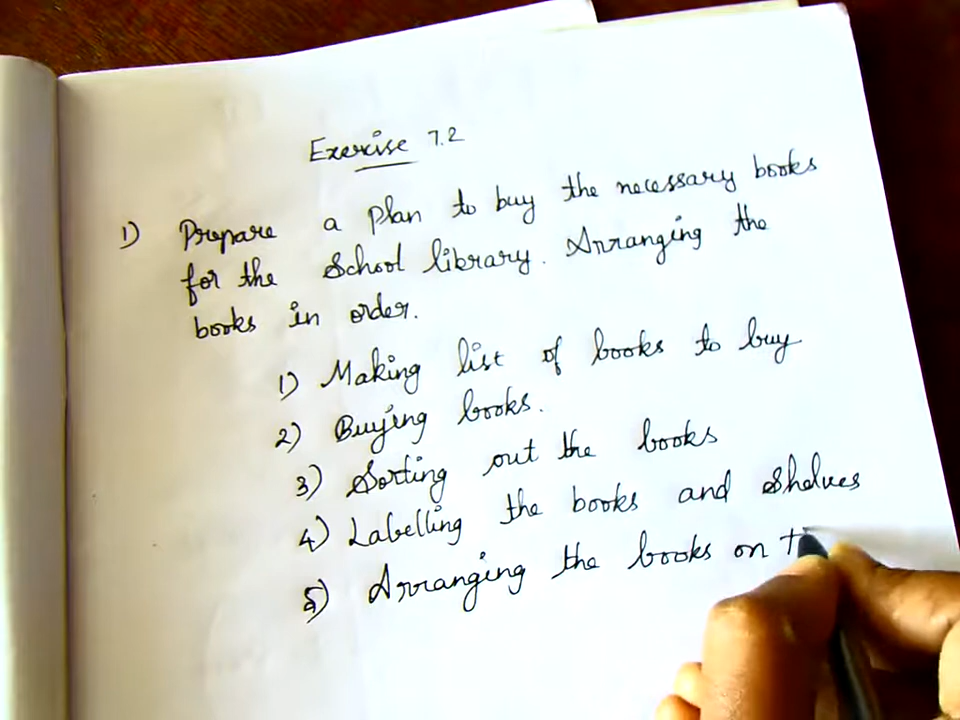 Exercise 7.2
1) Prepare a plan to buy the necessary books
for the School library. Arranging the
books in order.
1) Making list of books to buy
2) Buying books.
3) Sorting out the books
4) Labelling the books and Shelves
5) Arranging the books on t